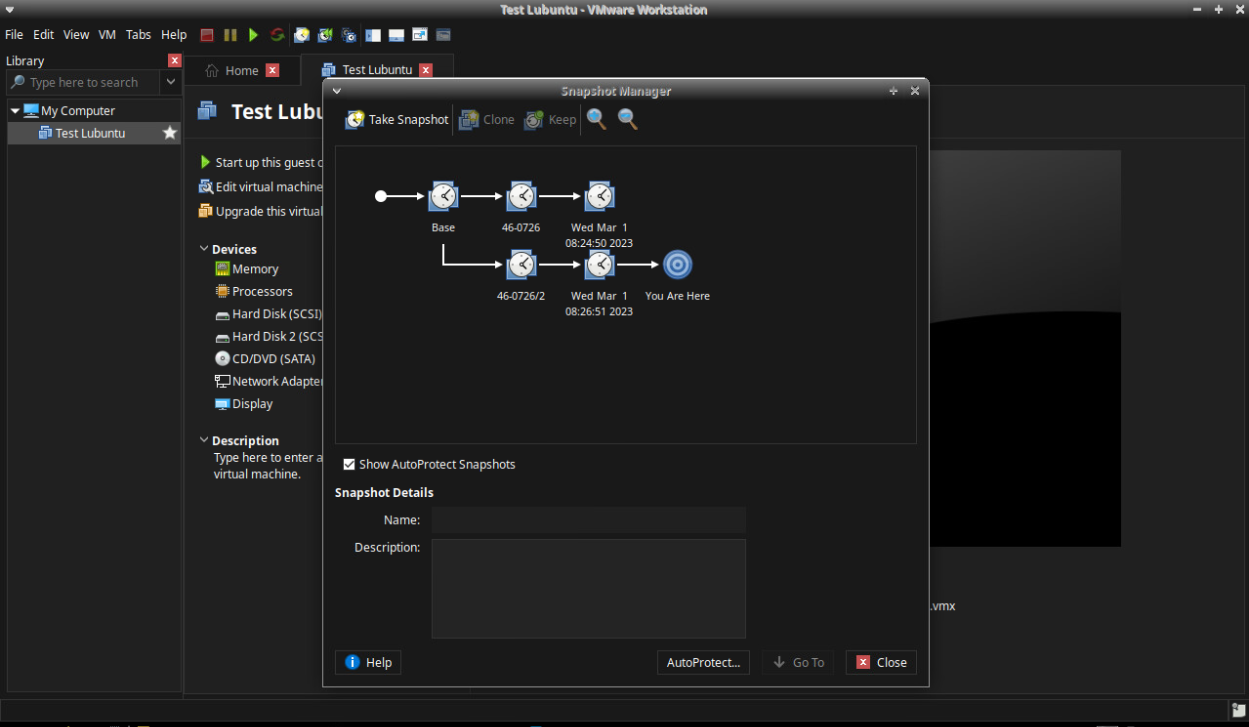 Test Lubuntu - VMware Workstation
File Edit View VM Tabs Help
Library
Type here to search
My Computer
Test Lubuntu
Home
Test Lubuntu
Test Lubu
Start up this guest o
Edit virtual machine
Upgrade this virtual
Devices
Memory
Processors
Hard Disk (SCSI)
Hard Disk 2 (SCS
CD/DVD (SATA)
Network Adapter
Display
Description
Type here to enter a
virtual machine.
Snapshot Manager
Take Snapshot Clone Keep
Base 46-0726 Wed Mar 1
08:24:50 2023
46-0726/2 Wed Mar 1 You Are Here
08:26:51 2023
Show AutoProtect Snapshots
Snapshot Details
Name:
Description:
Help AutoProtect... Go To Close
.vmx